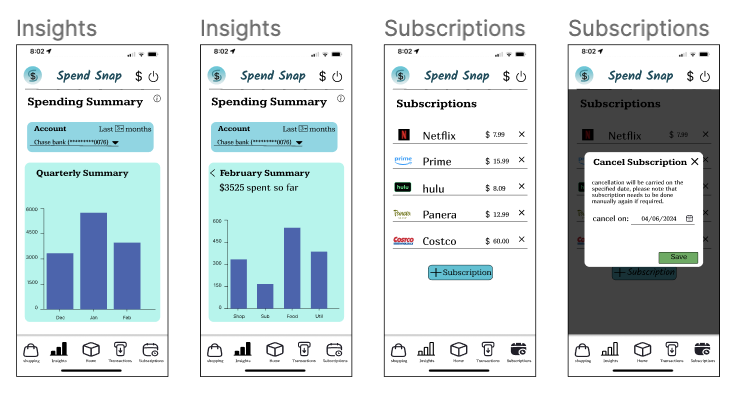 Insights
8:02
Spend Snap
$
Spending Summary
Account
Last 3 months
Chase bank (*********0076)
Quarterly Summary
6000
4500
3000
1500
0
Dec
Jan
Feb
shopping
Insights
Home
Transactions
Subscriptions
Insights
8:02
Spend Snap
$
Spending Summary
Account
Last 3 months
Chase bank (*********0076)
February Summary
$3525 spent so far
600
450
300
150
0
Shop
Sub
Food
Util
shopping
Insights
Home
Transactions
Subscriptions
Subscriptions
8:02
Spend Snap
$
Subscriptions
Netflix $ 7.99
prime Prime $ 15.99
hulu hulu $ 8.09
Panera Panera $ 12.99
COSTCO Costco $ 60.00
+ Subscription
shopping
Insights
Home
Transactions
Subscriptions
Subscriptions
8:02
Spend Snap
$
Subscriptions
Netflix $ 7.99
Cancel Subscription
cancellation will be carried on the
specified date, please note that
subscription needs to be done
manually again if required.
cancel on: 04/06/2024
Save
+ Subscription
shopping
Insights
Home
Transactions
Subscriptions